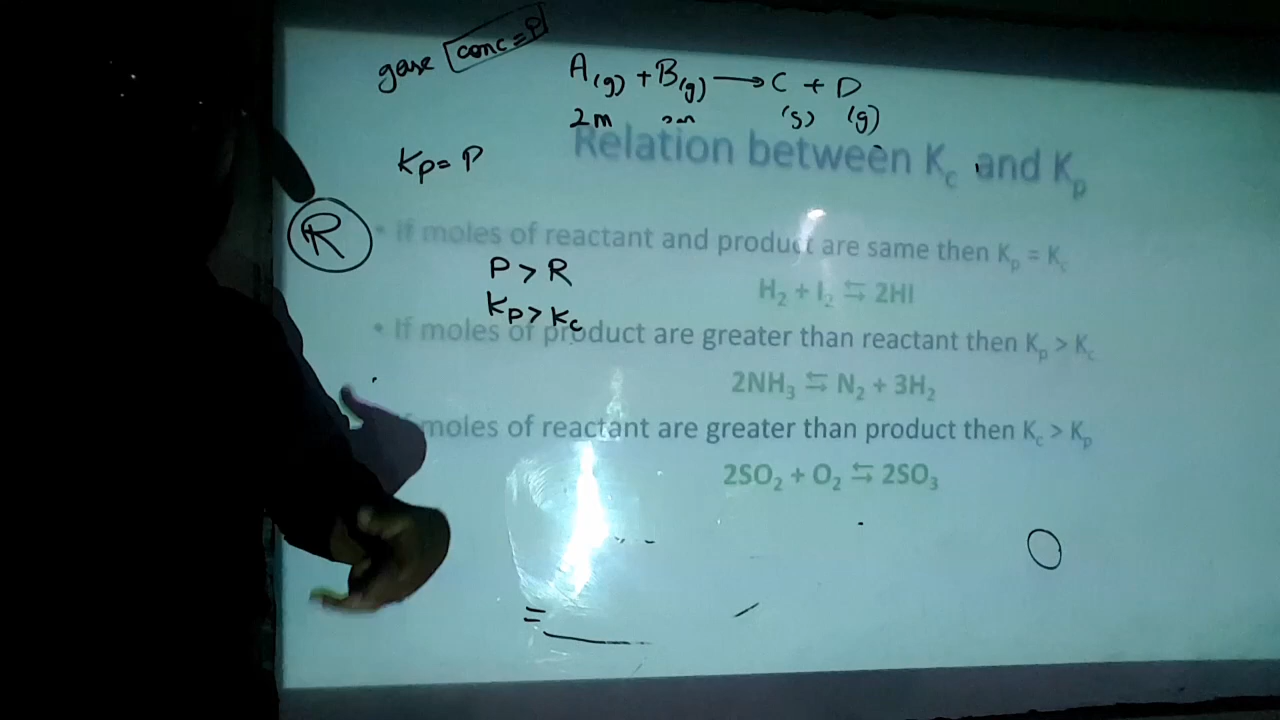 gase conc = P
A(g) + B(g) ⟶ C + D
2m (s) (g)
Relation between Kc and Kp
Kp = P
R
• If moles of reactant and product are same then Kp = Kc
P > R
H₂ + I₂ ⇆ 2HI
Kp > Kc
• If moles of product are greater than reactant then Kp > Kc
2NH₃ ⇆ N₂ + 3H₂
moles of reactant are greater than product then Kc > Kp
2SO₂ + O₂ ⇆ 2SO₃
=